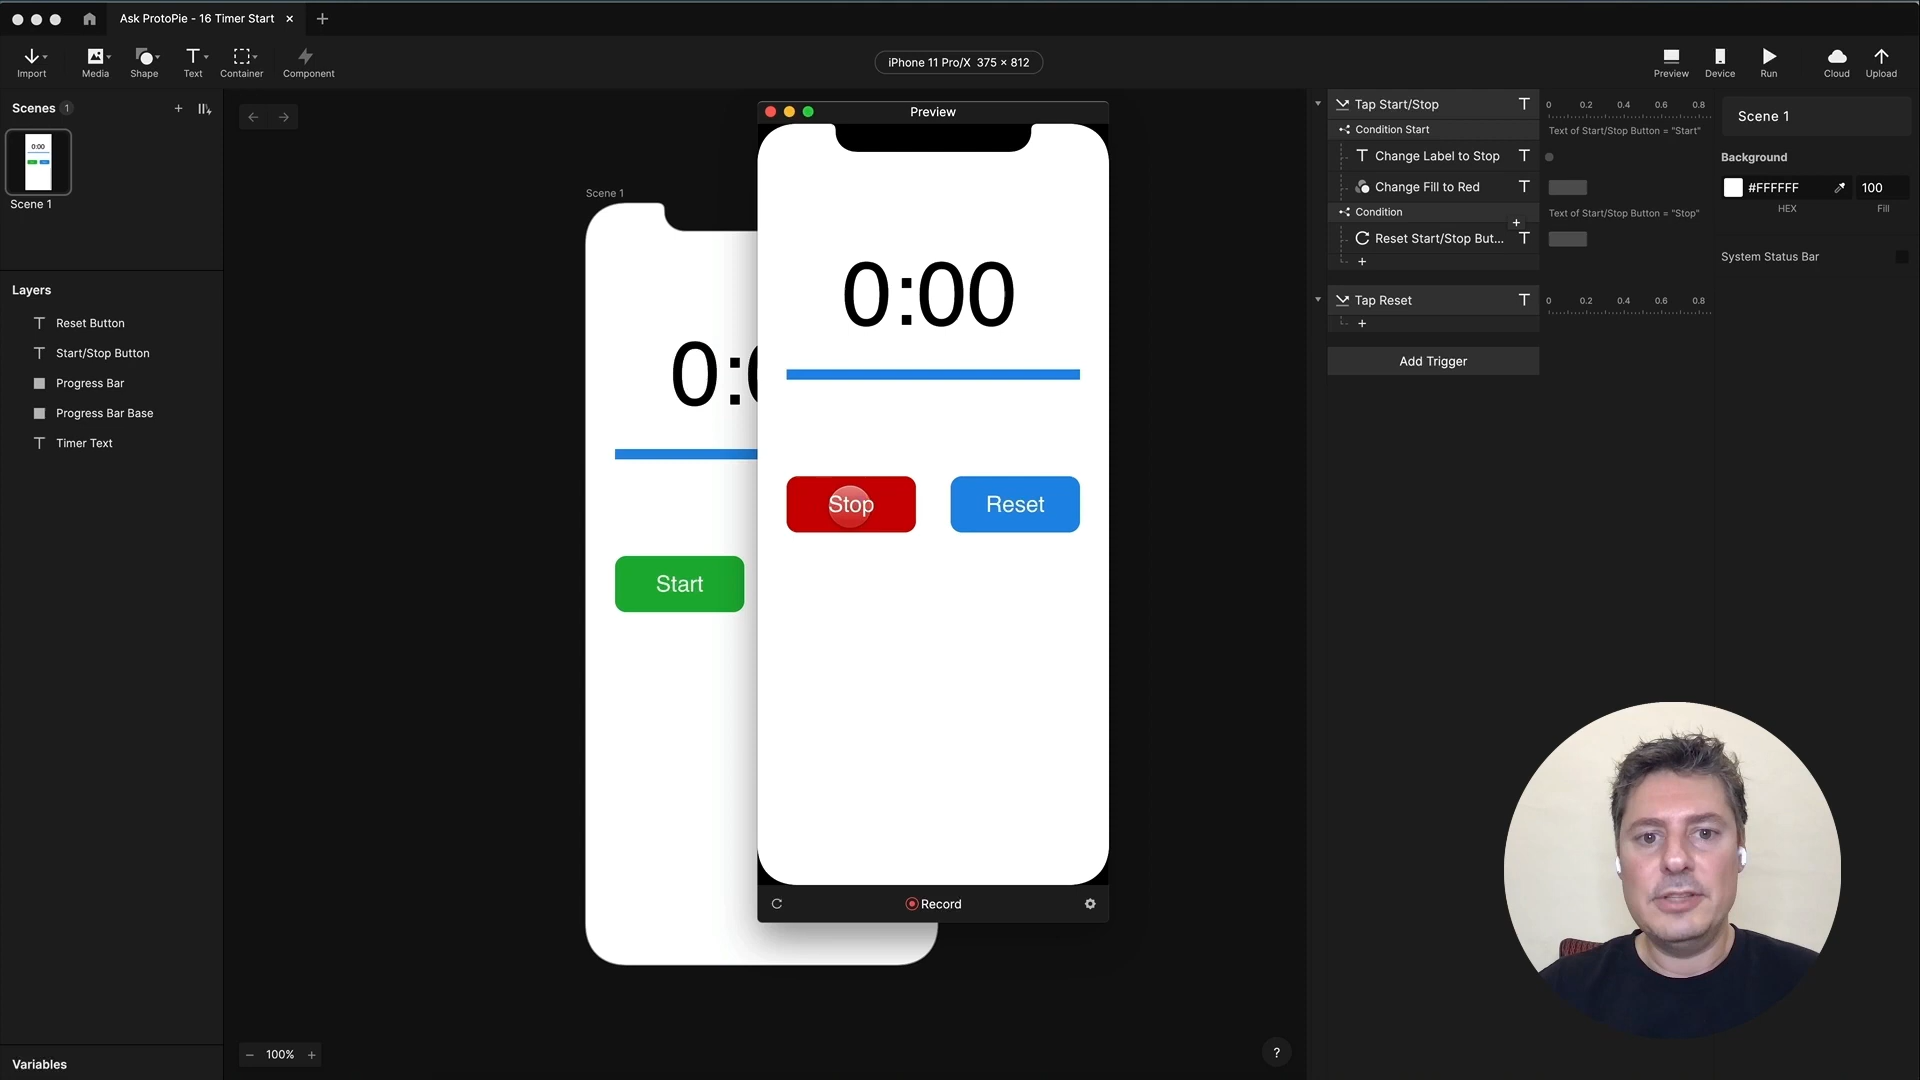 Ask ProtoPie - 16 Timer Start
Import
Media
Shape
Text
Container
Component
iPhone 11 Pro/X 375 × 812
Preview
Device
Run
Cloud
Upload
Scenes 1
0:00
Scene 1
Layers
Reset Button
Start/Stop Button
Progress Bar
Progress Bar Base
Timer Text
Variables
100%
Scene 1
0:0
Start
Preview
0:00
Stop
Reset
Record
?
Tap Start/Stop
0 0.2 0.4 0.6 0.8
Condition Start
Text of Start/Stop Button = "Start"
Change Label to Stop
Change Fill to Red
Condition
Text of Start/Stop Button = "Stop"
Reset Start/Stop But...
Tap Reset
0 0.2 0.4 0.6 0.8
Add Trigger
Scene 1
Background
#FFFFFF 100
HEX Fill
System Status Bar